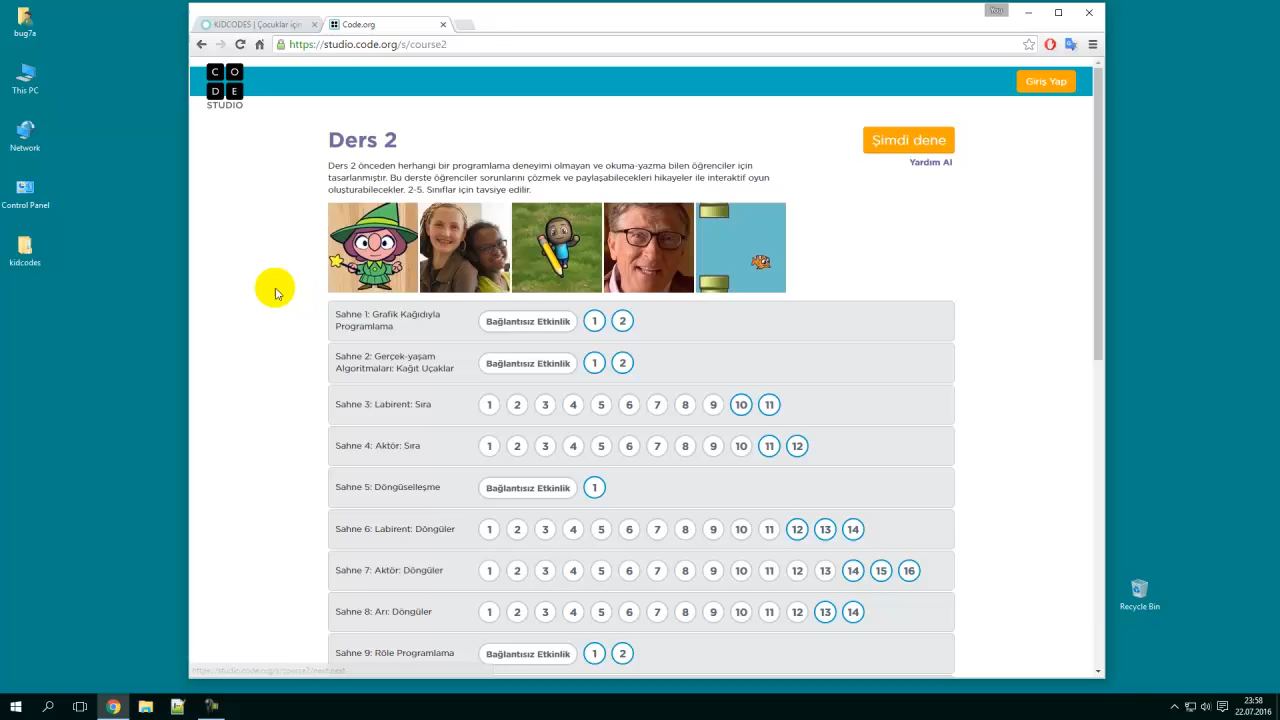 bug7a
This PC
Network
Control Panel
kidcodes
Recycle Bin
You
KIDCODES | Çocuklar için
Code.org
https://studio.code.org/s/course2
C O
D E
STUDIO
Giriş Yap
Ders 2
Şimdi dene
Yardım Al
Ders 2 önceden herhangi bir programlama deneyimi olmayan ve okuma-yazma bilen öğrenciler için
tasarlanmıştır. Bu derste öğrenciler sorunlarını çözmek ve paylaşabilecekleri hikayeler ile interaktif oyun
oluşturabilecekler. 2-5. Sınıflar için tavsiye edilir.
Sahne 1: Grafik Kağıdıyla
Programlama
Bağlantısız Etkinlik 1 2
Sahne 2: Gerçek-yaşam
Algoritmaları: Kağıt Uçaklar
Bağlantısız Etkinlik 1 2
Sahne 3: Labirent: Sıra 1 2 3 4 5 6 7 8 9 10 11
Sahne 4: Aktör: Sıra 1 2 3 4 5 6 7 8 9 10 11 12
Sahne 5: Döngüselleşme Bağlantısız Etkinlik 1
Sahne 6: Labirent: Döngüler 1 2 3 4 5 6 7 8 9 10 11 12 13 14
Sahne 7: Aktör: Döngüler 1 2 3 4 5 6 7 8 9 10 11 12 13 14 15 16
Sahne 8: Arı: Döngüler 1 2 3 4 5 6 7 8 9 10 11 12 13 14
Sahne 9: Röle Programlama Bağlantısız Etkinlik 1 2
https://studio.code.org/s/course2/next.next
23:58
22.07.2016